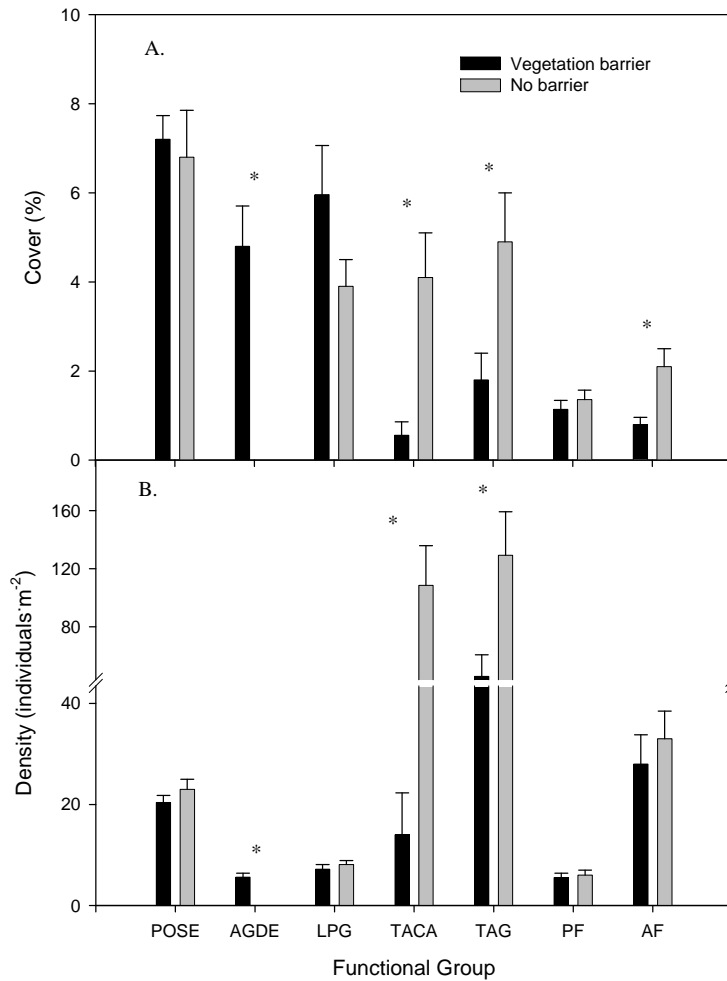 10
A.
Vegetation barrier
No barrier
8
*
*
*
6
Cover (%)
4
*
2
0
B.
*
160
*
120
80
Density (individuals·m-2)
40
20
*
0
POSE AGDE LPG TACA TAG PF AF
Functional Group